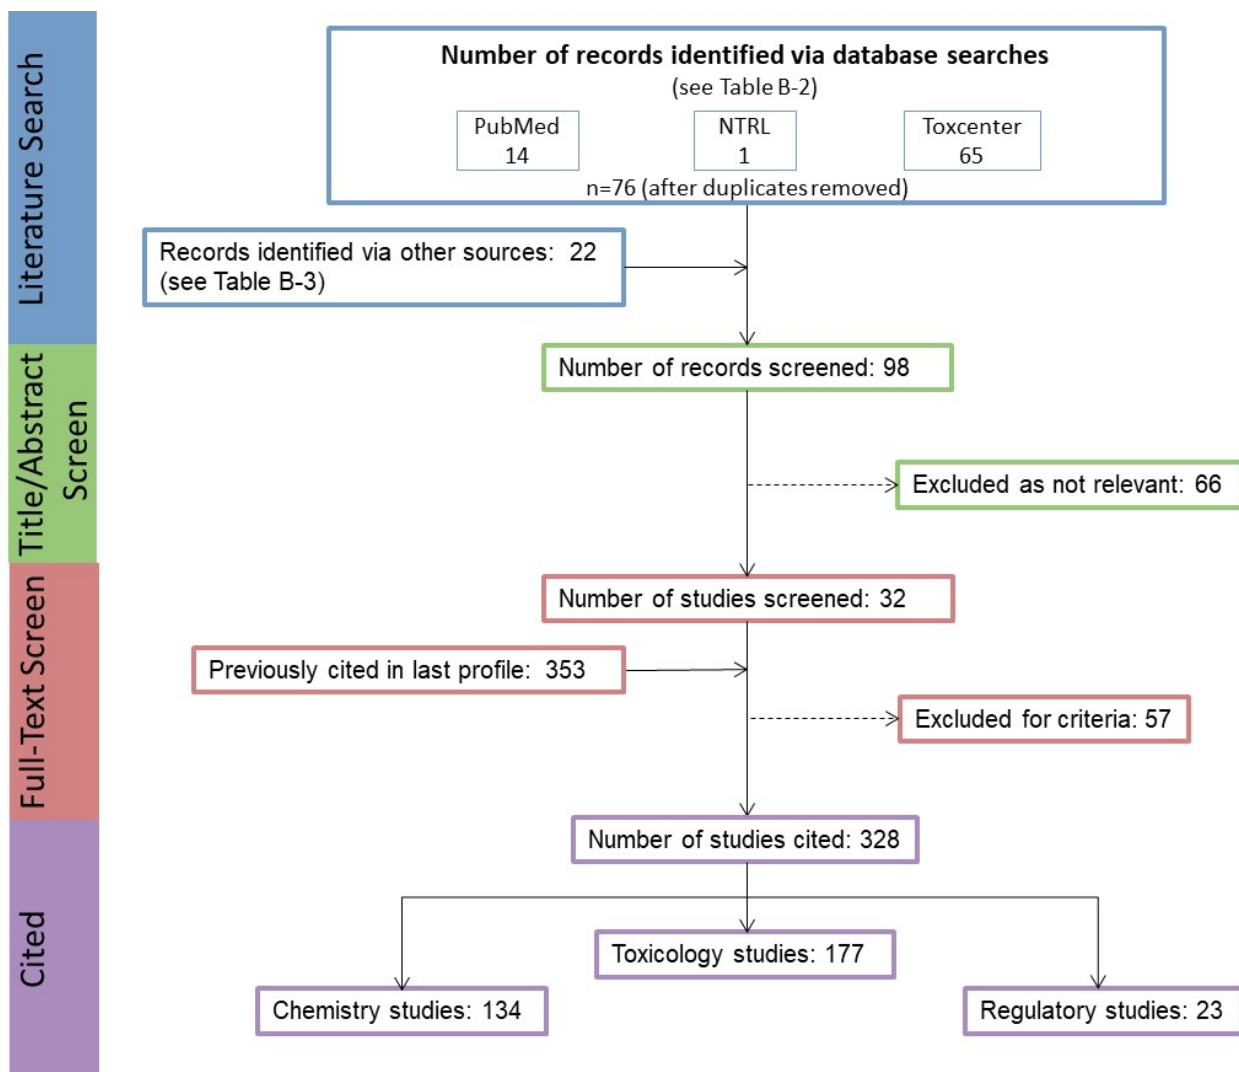 Literature Search
Number of records identified via database searches
(see Table B-2)
PubMed
14
NTRL
1
Toxcenter
65
n=76 (after duplicates removed)
Records identified via other sources: 22
(see Table B-3)
Title/Abstract
Screen
Number of records screened: 98
Excluded as not relevant: 66
Full-Text Screen
Number of studies screened: 32
Previously cited in last profile: 353
Excluded for criteria: 57
Cited
Number of studies cited: 328
Toxicology studies: 177
Chemistry studies: 134
Regulatory studies: 23